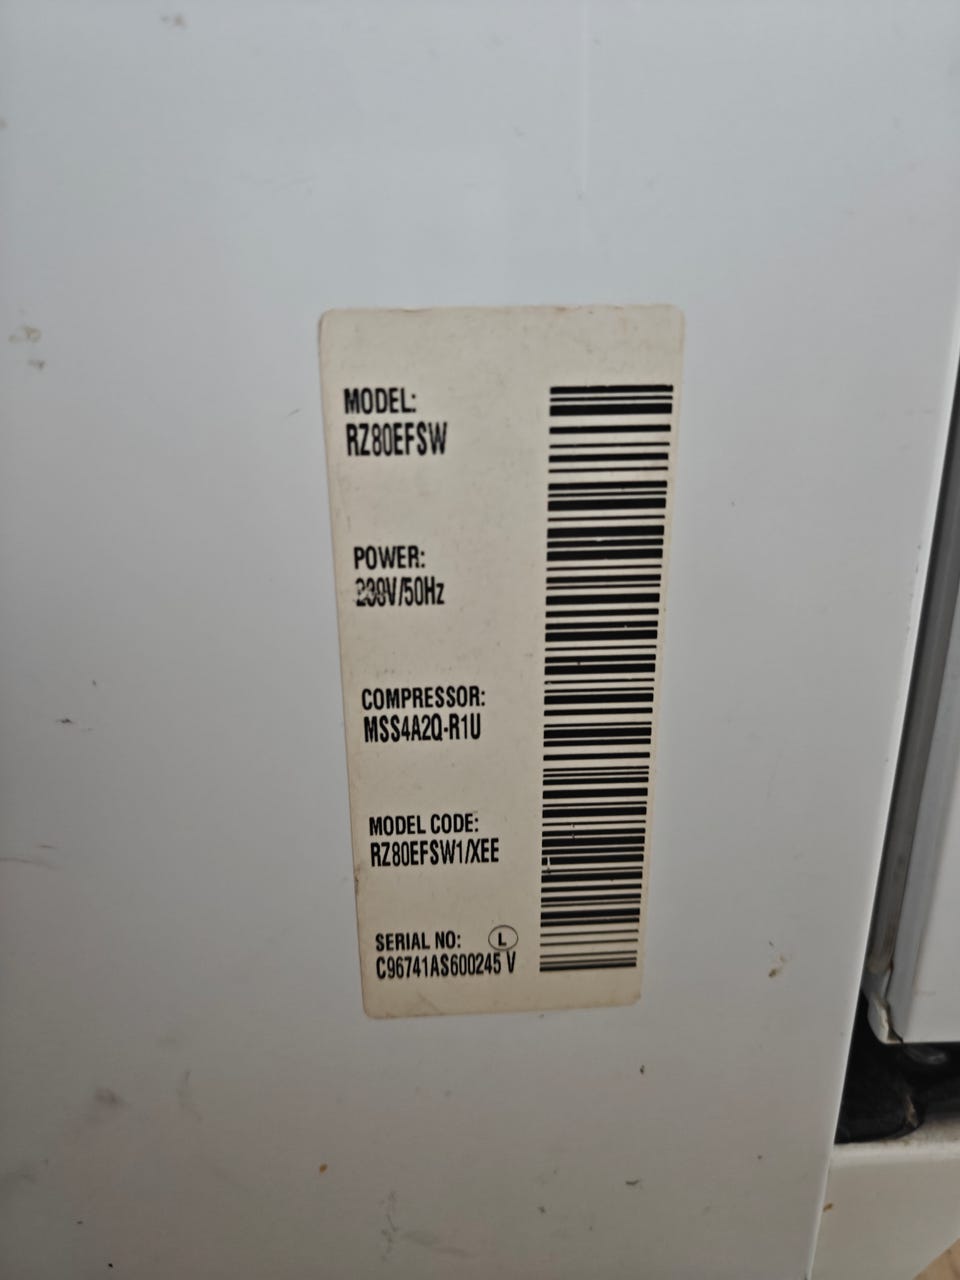 MODEL:
RZ80EFSW
POWER:
230V/50Hz
COMPRESSOR:
MSS4A2Q-R1U
MODEL CODE:
RZ80EFSW1/XEE
SERIAL NO: L
C96741AS600245 V